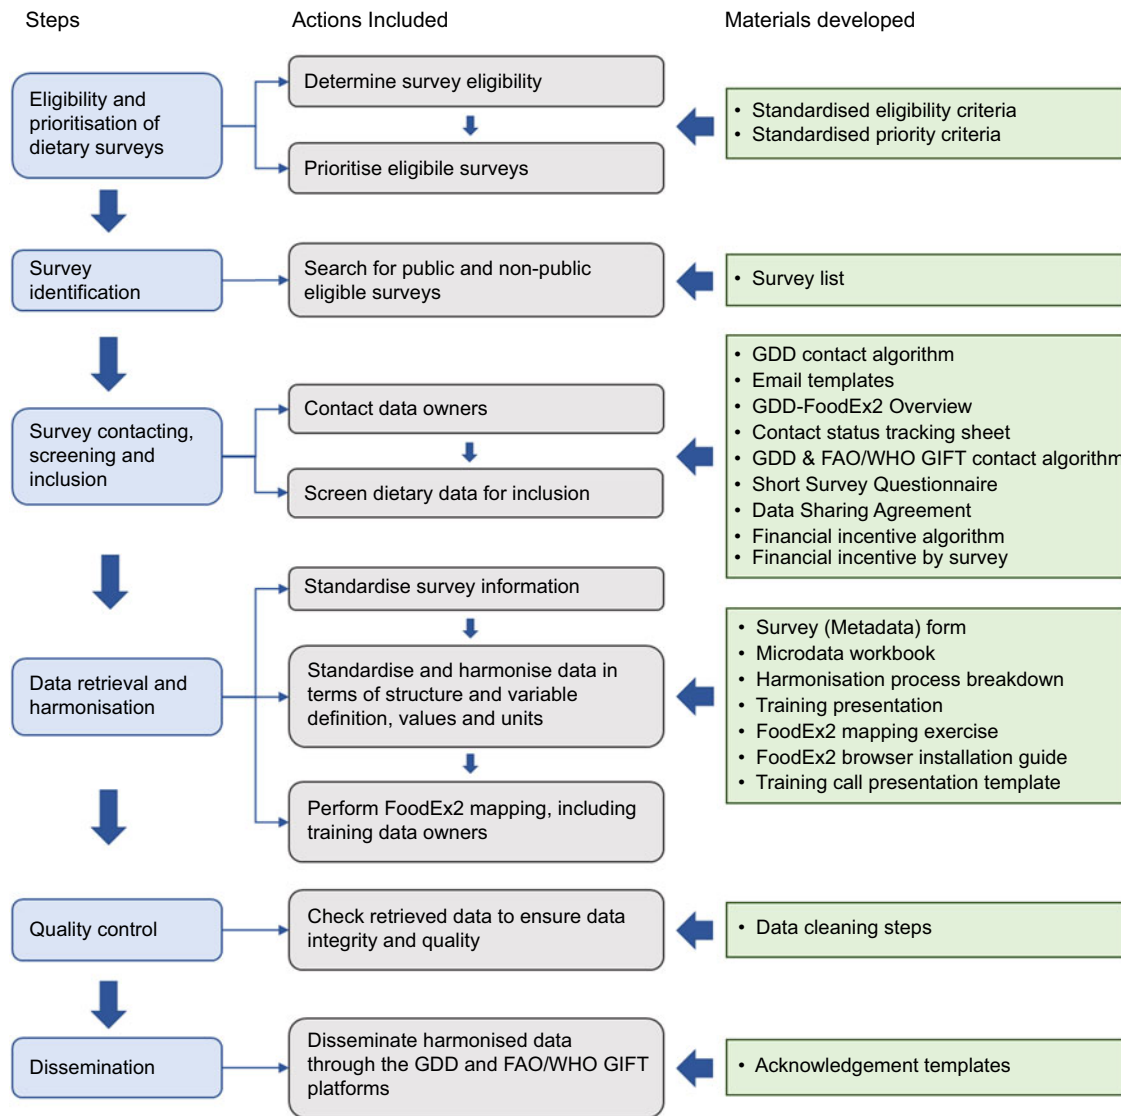 Steps
Actions Included
Materials developed
Eligibility and
prioritisation of
dietary surveys
Determine survey eligibility
Prioritise eligibile surveys
• Standardised eligibility criteria
• Standardised priority criteria
Survey
identification
Search for public and non-public
eligible surveys
• Survey list
Survey contacting,
screening and
inclusion
Contact data owners
Screen dietary data for inclusion
• GDD contact algorithm
• Email templates
• GDD-FoodEx2 Overview
• Contact status tracking sheet
• GDD & FAO/WHO GIFT contact algorithm
• Short Survey Questionnaire
• Data Sharing Agreement
• Financial incentive algorithm
• Financial incentive by survey
Data retrieval and
harmonisation
Standardise survey information
Standardise and harmonise data in
terms of structure and variable
definition, values and units
Perform FoodEx2 mapping, including
training data owners
• Survey (Metadata) form
• Microdata workbook
• Harmonisation process breakdown
• Training presentation
• FoodEx2 mapping exercise
• FoodEx2 browser installation guide
• Training call presentation template
Quality control
Check retrieved data to ensure data
integrity and quality
• Data cleaning steps
Dissemination
Disseminate harmonised data
through the GDD and FAO/WHO GIFT
platforms
• Acknowledgement templates